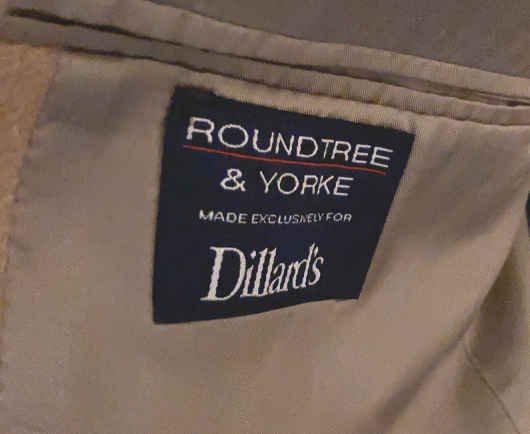 ROUNDTREE
& YORKE
MADE EXCLUSIVELY FOR
Dillard's